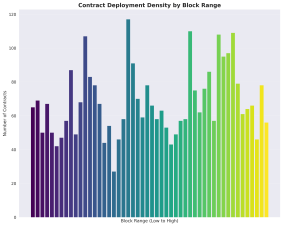 Contract Deployment Density by Block Range
120
100
80
60
40
20
0
Number of Contracts
Block Range (Low to High)